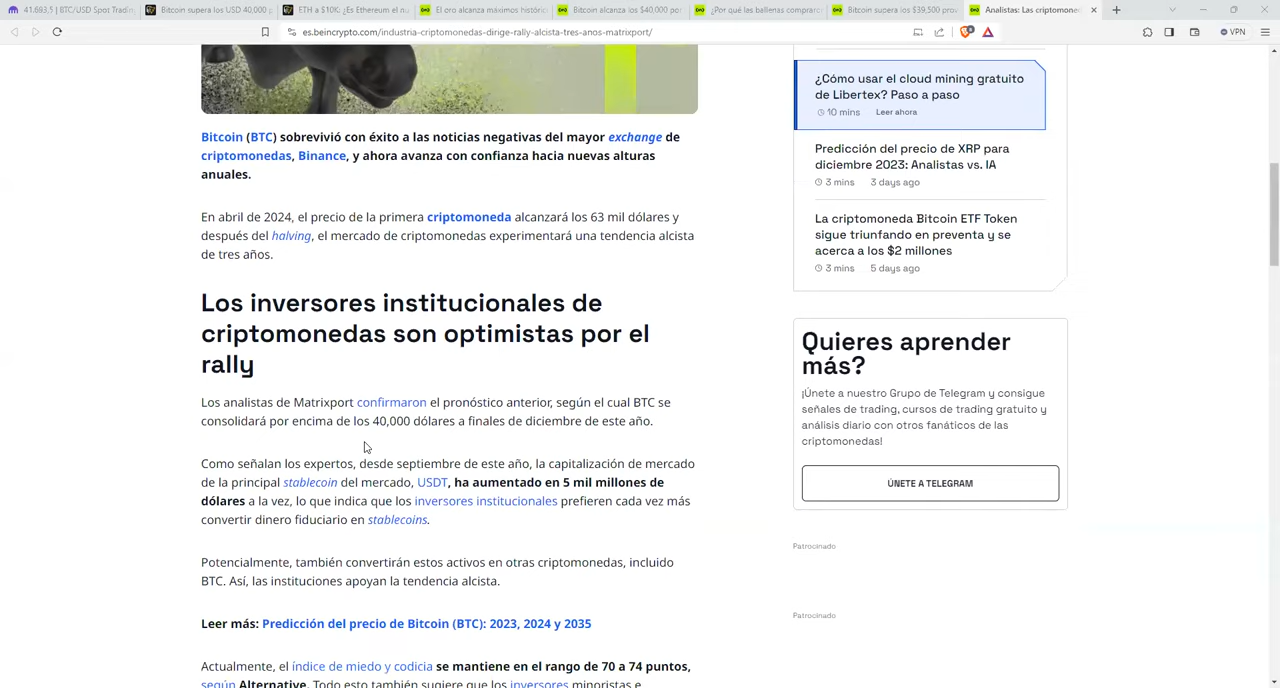 41.693,5 | BTC/USD Spot Tradin
Bitcoin supera los USD 40,000 p
ETH a $10K: ¿Es Ethereum el nu
El oro alcanza máximos históric
Bitcoin alcanza los $40,000 por
¿Por qué las ballenas compraron
Bitcoin supera los $39,500 prov
Analistas: Las criptomoned
es.beincrypto.com/industria-criptomonedas-dirige-rally-alcista-tres-anos-matrixport/
VPN
Bitcoin (BTC) sobrevivió con éxito a las noticias negativas del mayor exchange de
criptomonedas, Binance, y ahora avanza con confianza hacia nuevas alturas
anuales.
En abril de 2024, el precio de la primera criptomoneda alcanzará los 63 mil dólares y
después del halving, el mercado de criptomonedas experimentará una tendencia alcista
de tres años.
Los inversores institucionales de
criptomonedas son optimistas por el
rally
Los analistas de Matrixport confirmaron el pronóstico anterior, según el cual BTC se
consolidará por encima de los 40,000 dólares a finales de diciembre de este año.
Como señalan los expertos, desde septiembre de este año, la capitalización de mercado
de la principal stablecoin del mercado, USDT, ha aumentado en 5 mil millones de
dólares a la vez, lo que indica que los inversores institucionales prefieren cada vez más
convertir dinero fiduciario en stablecoins.
Potencialmente, también convertirán estos activos en otras criptomonedas, incluido
BTC. Así, las instituciones apoyan la tendencia alcista.
Leer más: Predicción del precio de Bitcoin (BTC): 2023, 2024 y 2035
Actualmente, el índice de miedo y codicia se mantiene en el rango de 70 a 74 puntos,
según Alternative. Todo esto también sugiere que los inversores minoristas e
¿Cómo usar el cloud mining gratuito
de Libertex? Paso a paso
10 mins Leer ahora
Predicción del precio de XRP para
diciembre 2023: Analistas vs. IA
3 mins 3 days ago
La criptomoneda Bitcoin ETF Token
sigue triunfando en preventa y se
acerca a los $2 millones
3 mins 5 days ago
Quieres aprender
más?
¡Únete a nuestro Grupo de Telegram y consigue
señales de trading, cursos de trading gratuito y
análisis diario con otros fanáticos de las
criptomonedas!
ÚNETE A TELEGRAM
Patrocinado
Patrocinado